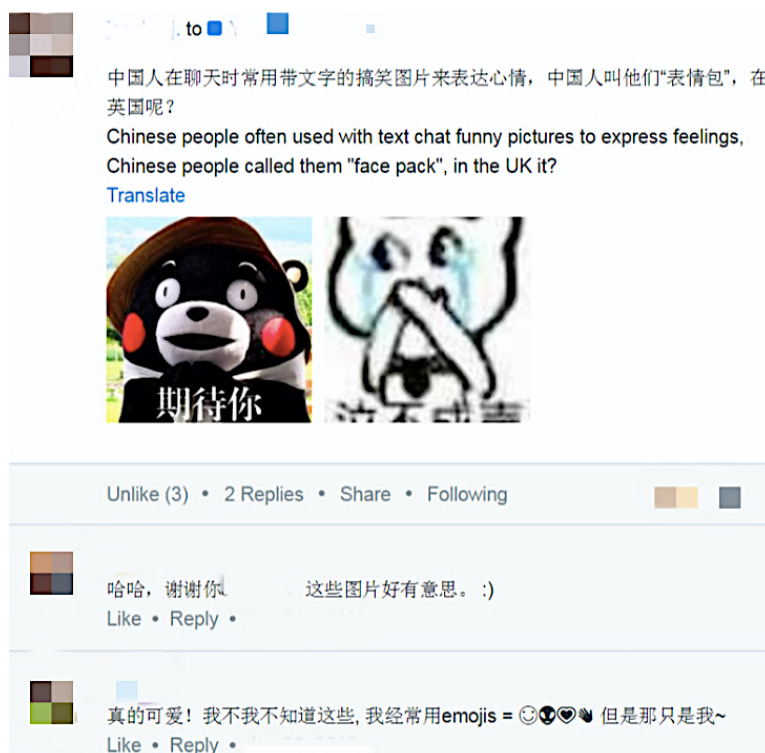 to
中国人在聊天时常用带文字的搞笑图片来表达心情，中国人叫他们“表情包”，在
英国呢？
Chinese people often used with text chat funny pictures to express feelings,
Chinese people called them "face pack", in the UK it?
Translate
期待你
泣不成声
Unlike (3) • 2 Replies • Share • Following
哈哈，谢谢你 这些图片好有意思。 :)
Like • Reply •
真的可爱！我不我不知道这些, 我经常用emojis = ☺👽💟👋 但是那只是我~
Like • Reply •